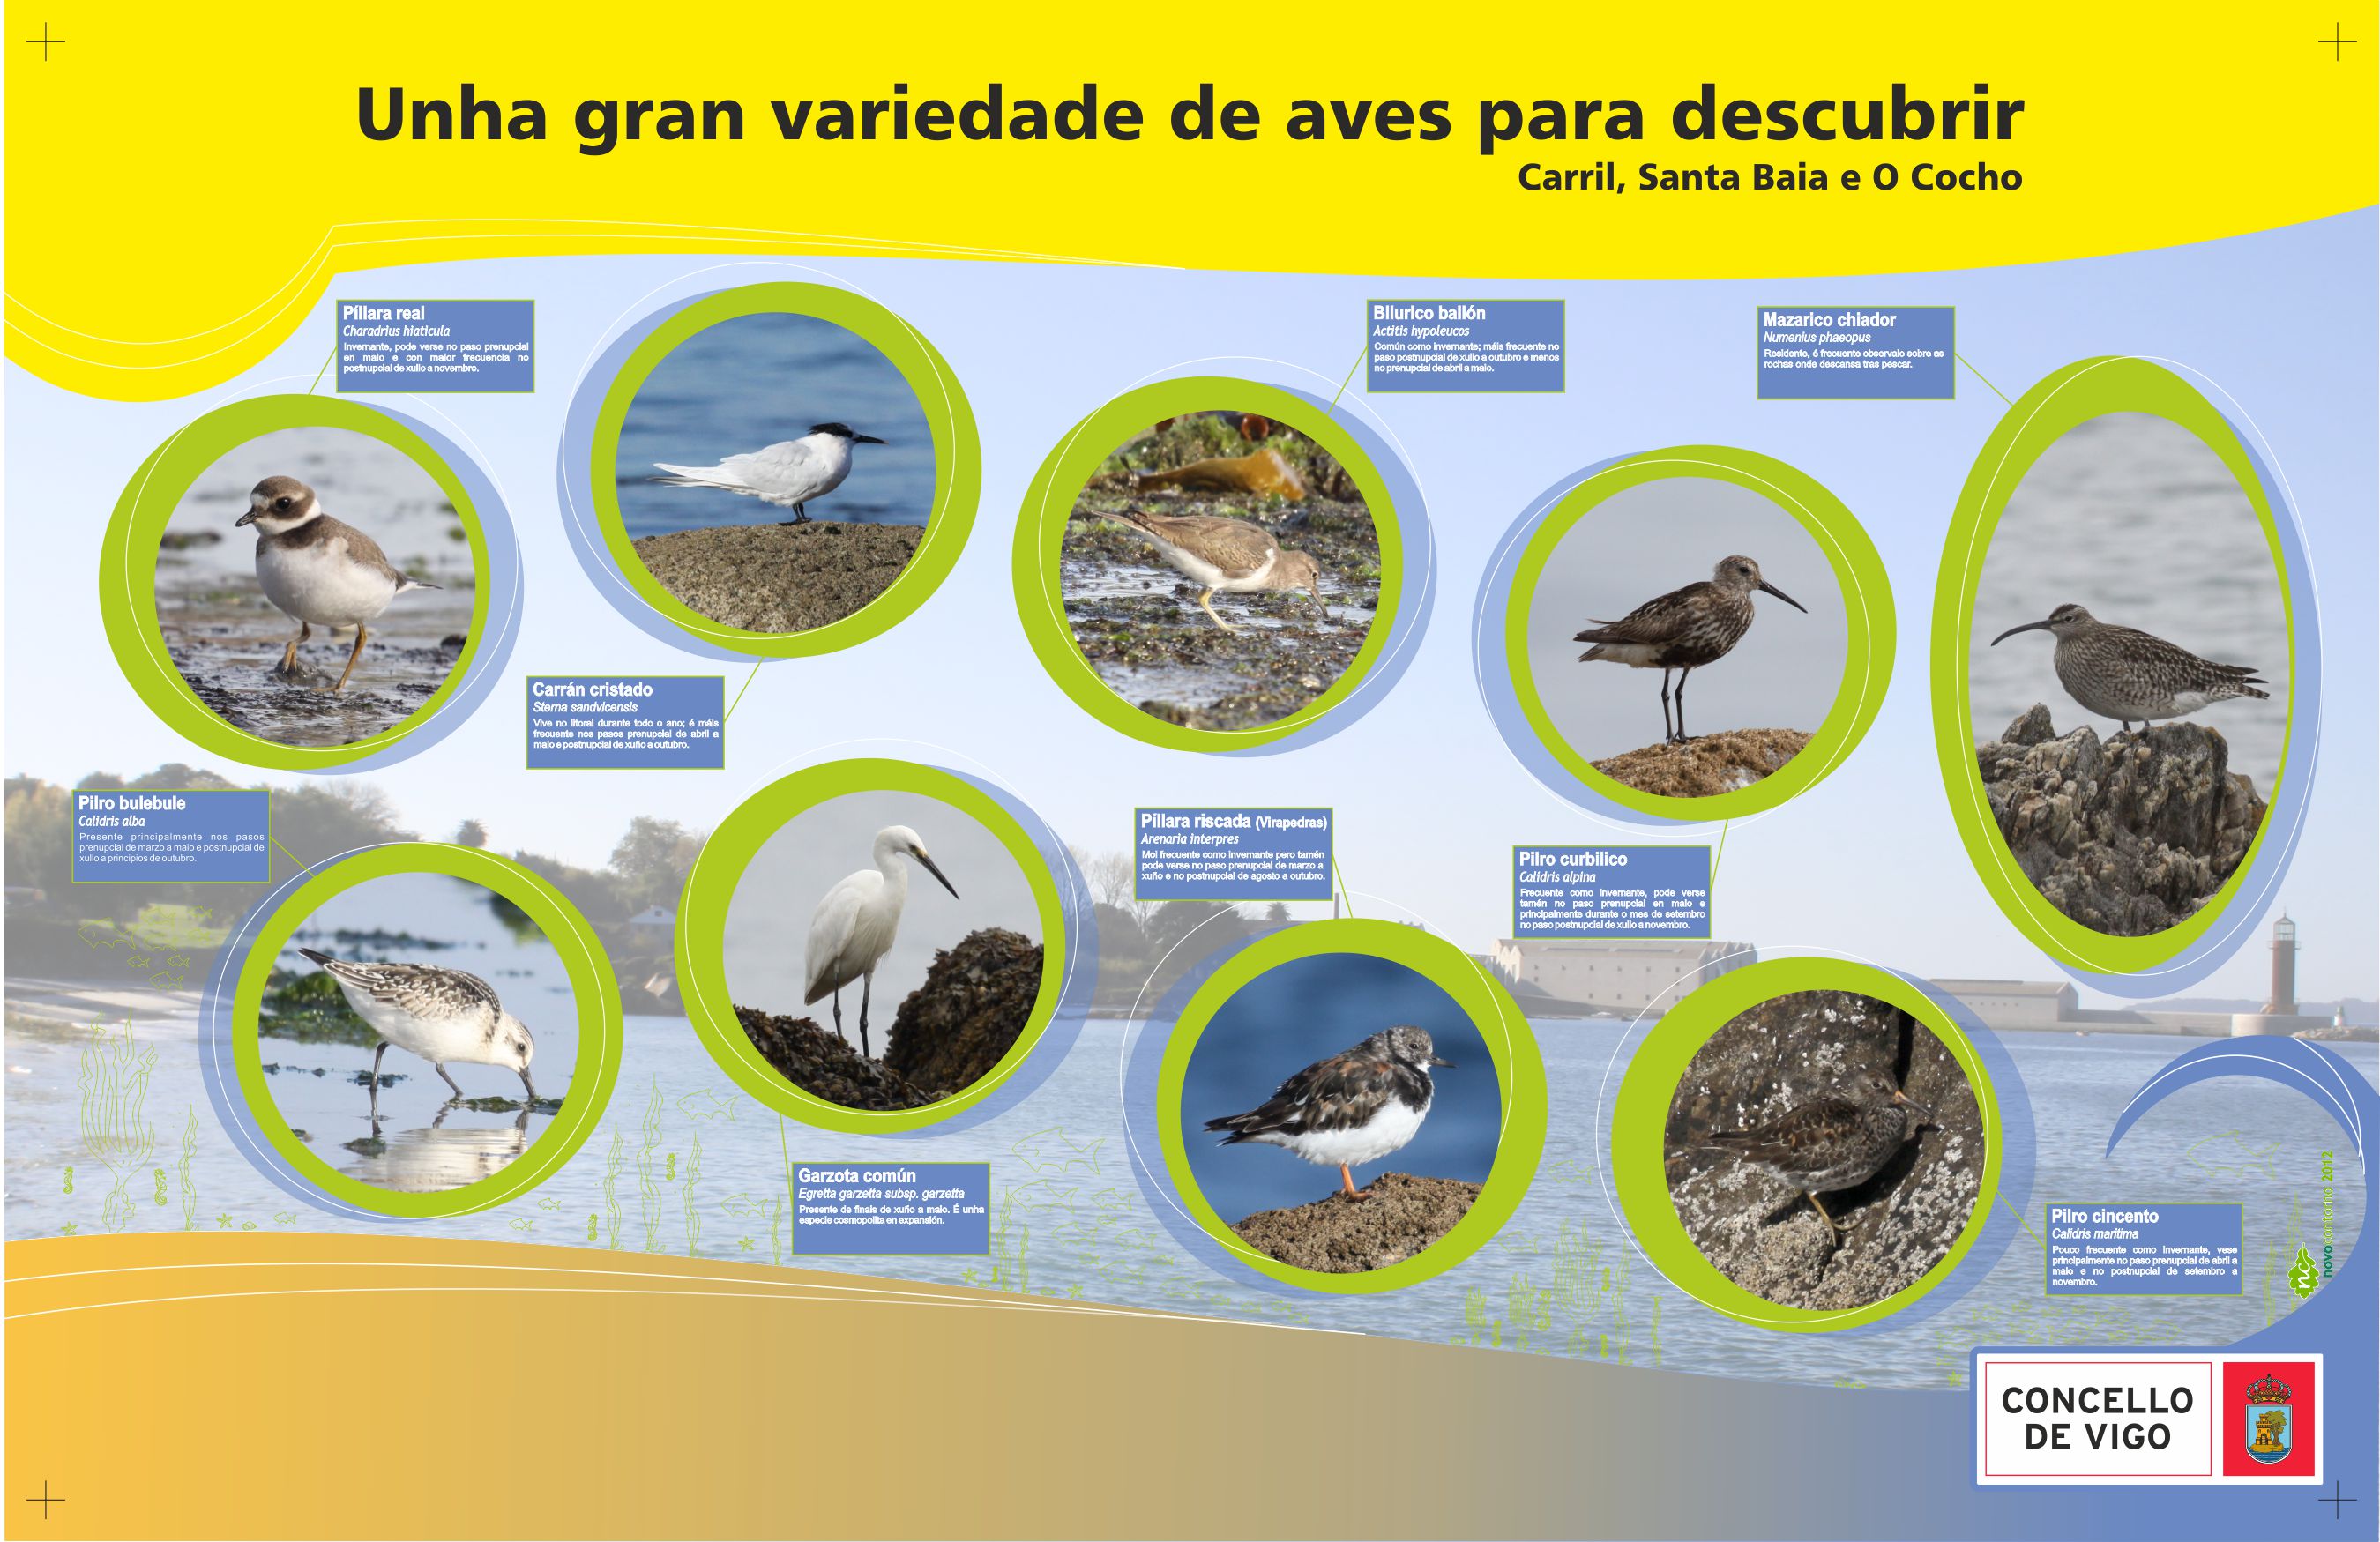 Unha gran variedade de aves para descubrir
Carril, Santa Baia e O Cocho
Píllara real
Charadrius hiaticula
Invernante, pode verse no paso prenupcial
en maio e con maior frecuencia no
postnupcial de xullo a novembro.
Bilurico bailón
Actitis hypoleucos
Común como invernante; máis frecuente no
paso postnupcial de xullo a outubro e menos
no prenupcial de abril a maio.
Mazarico chiador
Numenius phaeopus
Residente, é frecuente observalo sobre as
rochas onde descansa tras pescar.
Carrán cristado
Sterna sandvicensis
Vive no litoral durante todo o ano; é máis
frecuente nos pasos prenupcial de abril a
maio e postnupcial de xuño a outubro.
Pilro bulebule
Calidris alba
Presente principalmente nos pasos
prenupcial de marzo a maio e postnupcial de
xullo a principios de outubro.
Píllara riscada (Virapedras)
Arenaria interpres
Moi frecuente como invernante pero tamén
pode verse no paso prenupcial de marzo a
xuño e no postnupcial de agosto a outubro.
Pilro curbilico
Calidris alpina
Frecuente como invernante, pode verse
tamén no paso prenupcial en maio e
principalmente durante o mes de setembro
no paso postnupcial de xullo a novembro.
Garzota común
Egretta garzetta subsp. garzetta
Presente de finais de xuño a maio. É unha
especie cosmopolita en expansión.
Pilro cincento
Calidris maritima
Pouco frecuente como invernante, vese
principalmente no paso prenupcial de abril a
maio e no postnupcial de setembro a
novembro.
nc
novocontorno 2012
CONCELLO
DE VIGO